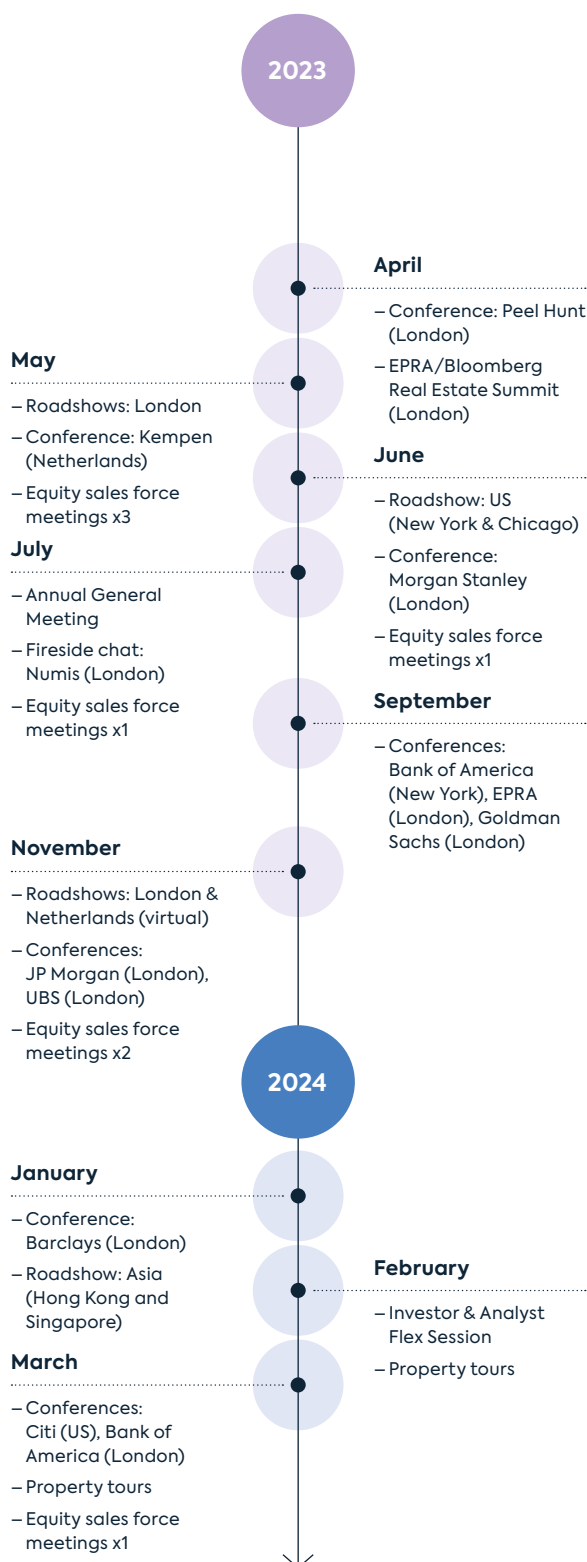 2023
April
– Conference: Peel Hunt
(London)
– EPRA/Bloomberg
Real Estate Summit
(London)
May
– Roadshows: London
– Conference: Kempen
(Netherlands)
– Equity sales force
meetings x3
June
– Roadshow: US
(New York & Chicago)
– Conference:
Morgan Stanley
(London)
– Equity sales force
meetings x1
July
– Annual General
Meeting
– Fireside chat:
Numis (London)
– Equity sales force
meetings x1
September
– Conferences:
Bank of America
(New York), EPRA
(London), Goldman
Sachs (London)
November
– Roadshows: London &
Netherlands (virtual)
– Conferences:
JP Morgan (London),
UBS (London)
– Equity sales force
meetings x2
2024
January
– Conference:
Barclays (London)
– Roadshow: Asia
(Hong Kong and
Singapore)
February
– Investor & Analyst
Flex Session
– Property tours
March
– Conferences:
Citi (US), Bank of
America (London)
– Property tours
– Equity sales force
meetings x1